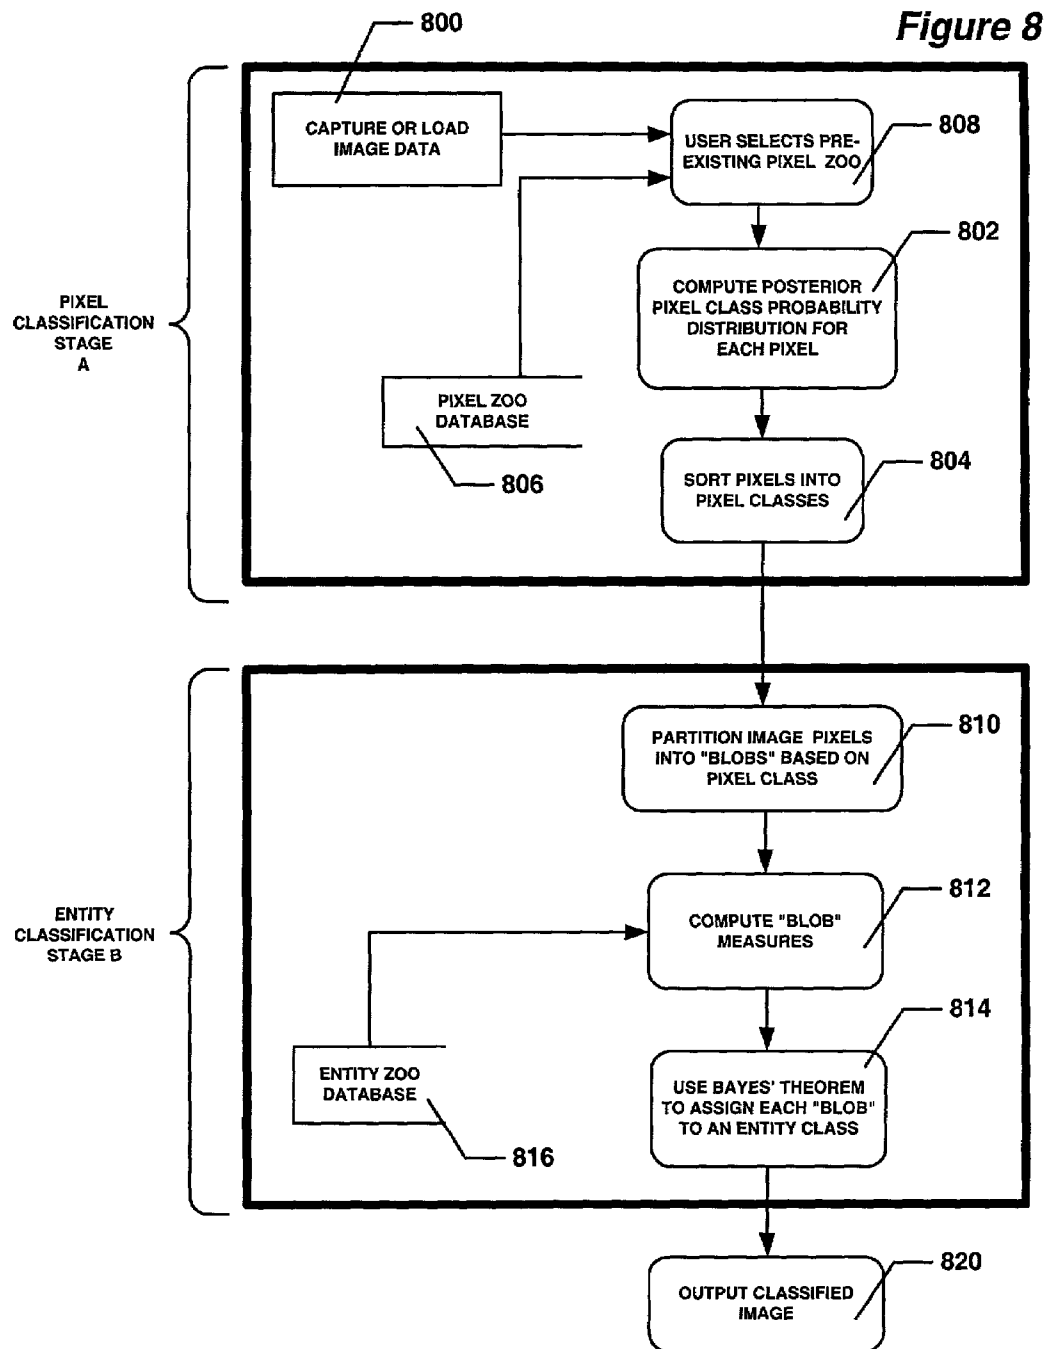 Figure 8
800
CAPTURE OR LOAD
IMAGE DATA
USER SELECTS PRE-
EXISTING PIXEL ZOO
808
802
COMPUTE POSTERIOR
PIXEL CLASS PROBABILITY
DISTRIBUTION FOR
EACH PIXEL
PIXEL
CLASSIFICATION
STAGE
A
PIXEL ZOO
DATABASE
806
SORT PIXELS INTO
PIXEL CLASSES
804
PARTITION IMAGE PIXELS
INTO "BLOBS" BASED ON
PIXEL CLASS
810
812
COMPUTE "BLOB"
MEASURES
ENTITY
CLASSIFICATION
STAGE B
814
ENTITY ZOO
DATABASE
816
USE BAYES' THEOREM
TO ASSIGN EACH "BLOB"
TO AN ENTITY CLASS
820
OUTPUT CLASSIFIED
IMAGE